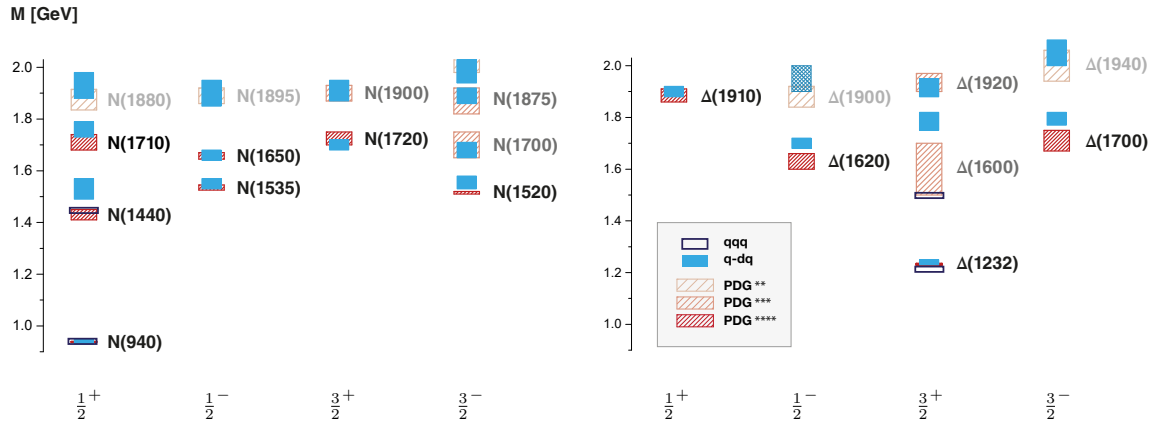 M [GeV]
2.0
1.8
1.6
1.4
1.2
1.0
N(1880)
N(1710)
N(1440)
N(940)
N(1895)
N(1650)
N(1535)
N(1900)
N(1720)
N(1875)
N(1700)
N(1520)
1/2 +
1/2 −
3/2 +
3/2 −
2.0
1.8
1.6
1.4
1.2
1.0
Δ(1910)
Δ(1900)
Δ(1620)
Δ(1920)
Δ(1600)
Δ(1232)
Δ(1940)
Δ(1700)
qqq
q-dq
PDG **
PDG ***
PDG ****
1/2 +
1/2 −
3/2 +
3/2 −